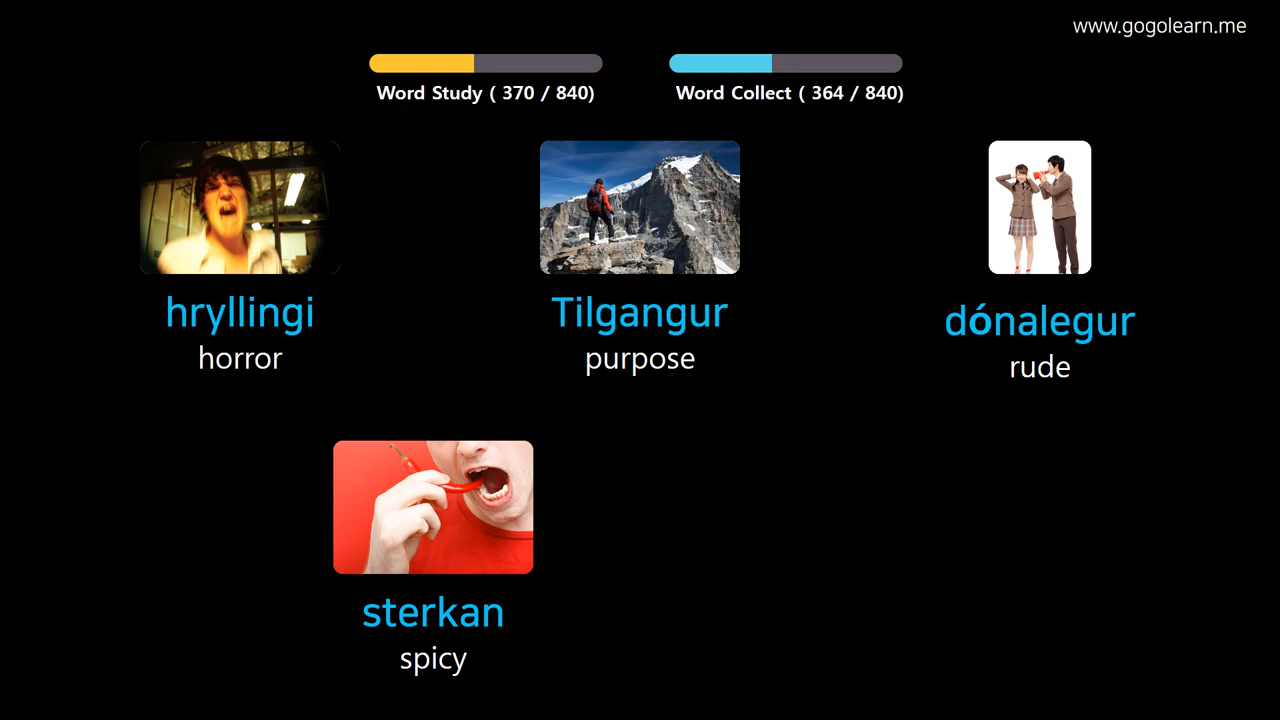 www.gogolearn.me
Word Study ( 370 / 840)
Word Collect ( 364 / 840)
hryllingi
horror
Tilgangur
purpose
dónalegur
rude
sterkan
spicy